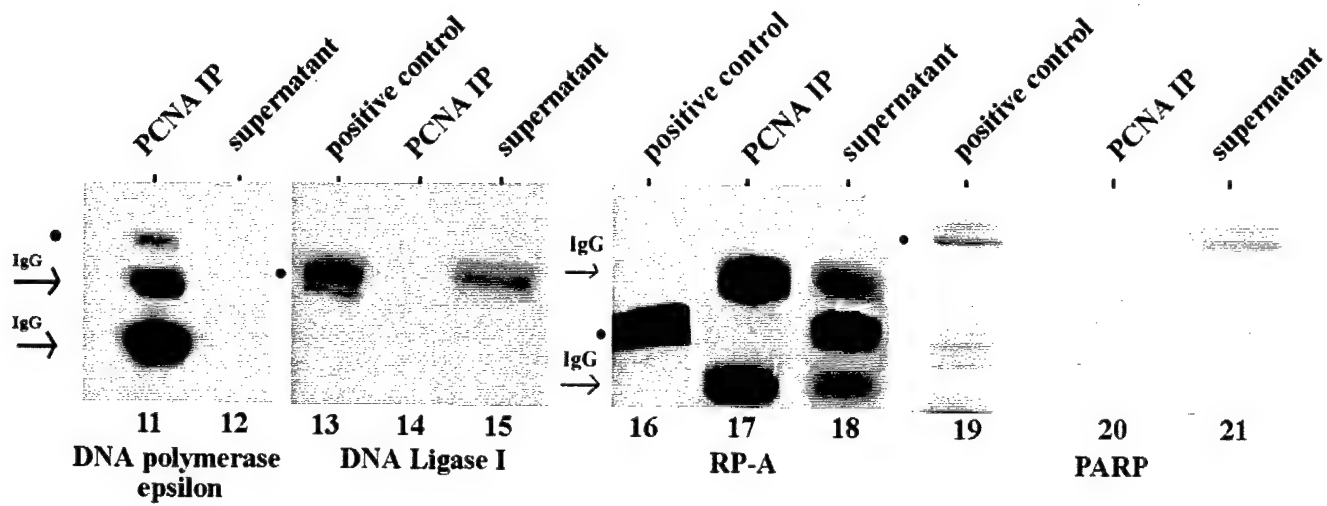 PCNA IP
supernatant
positive control
PCNA IP
supernatant
positive control
PCNA IP
supernatant
positive control
PCNA IP
supernatant
IgG
IgG
IgG
IgG
11 12 13 14 15 16 17 18 19 20 21
DNA polymerase
epsilon
DNA Ligase I
RP-A
PARP